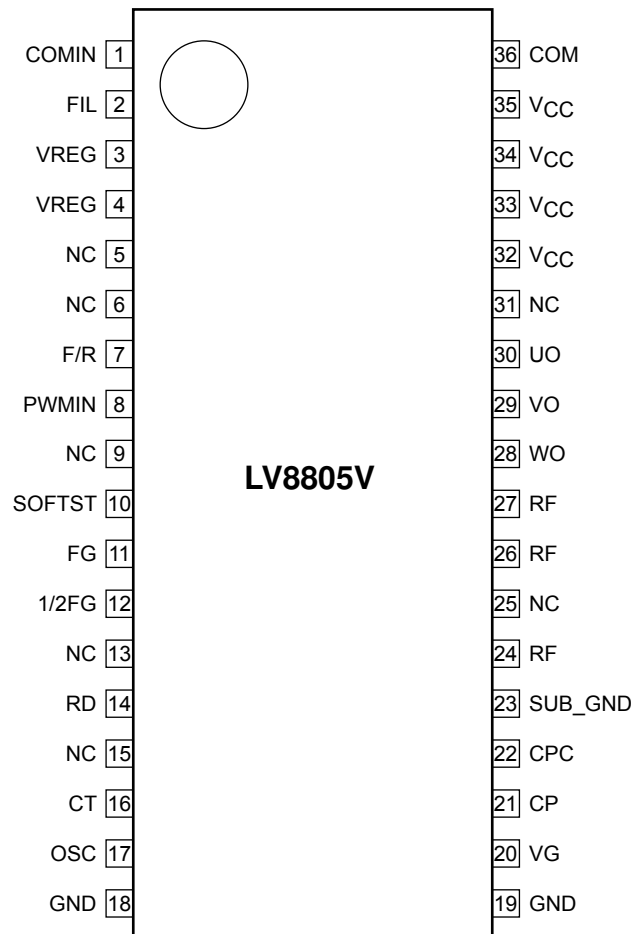 COMIN 1 36 COM
FIL 2 35 VCC
VREG 3 34 VCC
VREG 4 33 VCC
NC 5 32 VCC
NC 6 31 NC
F/R 7 30 UO
PWMIN 8 29 VO
NC 9 28 WO
LV8805V
SOFTST 10 27 RF
FG 11 26 RF
1/2FG 12 25 NC
NC 13 24 RF
RD 14 23 SUB_GND
NC 15 22 CPC
CT 16 21 CP
OSC 17 20 VG
GND 18 19 GND